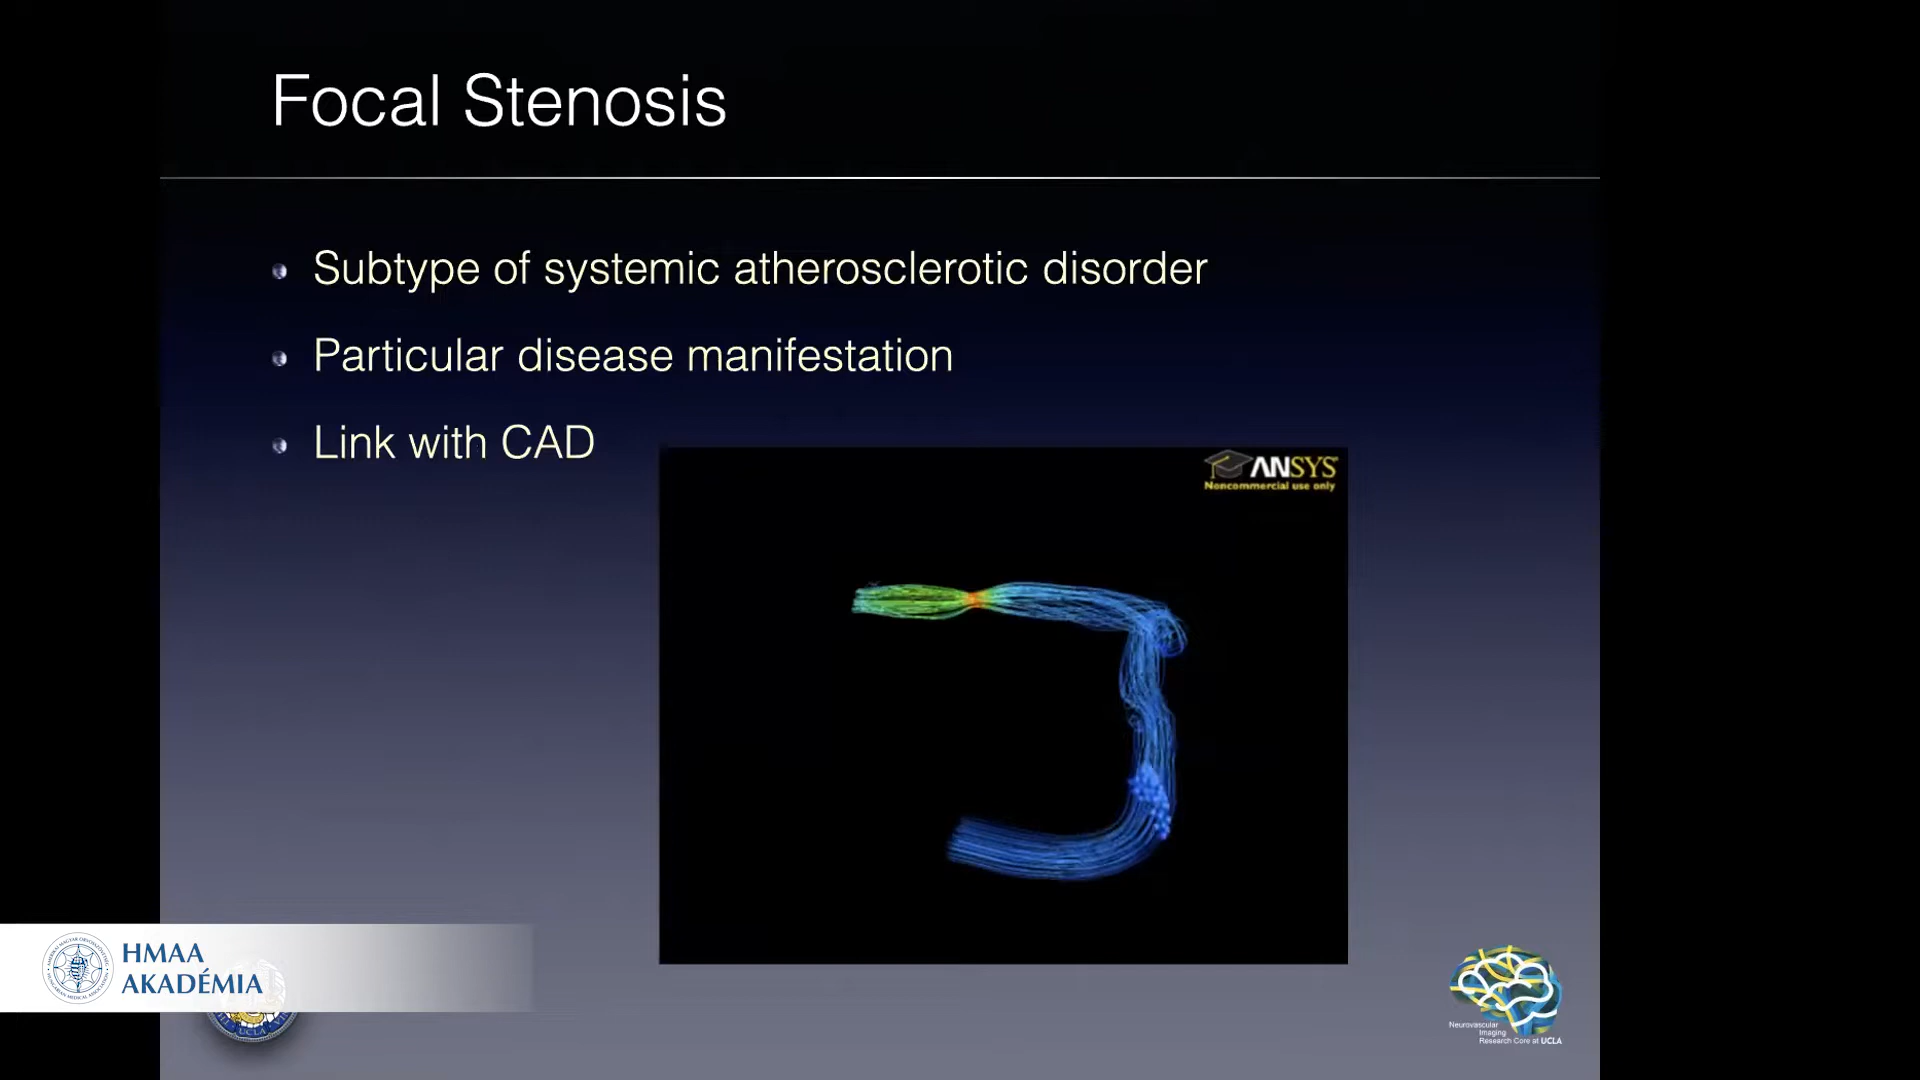 Focal Stenosis
Subtype of systemic atherosclerotic disorder
Particular disease manifestation
Link with CAD
ANSYS
Noncommercial use only
HMAA
AKADÉMIA
UCLA
Neurovascular
Imaging
Research Core at UCLA